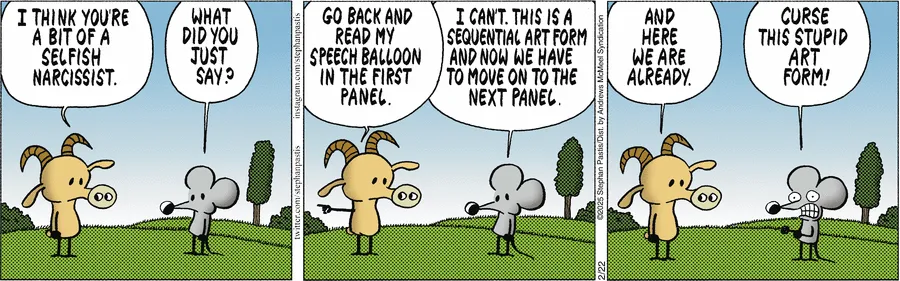 I THINK YOU'RE
A BIT OF A
SELFISH
NARCISSIST.
WHAT
DID YOU
JUST
SAY?
twitter.com/stephanpastis instagram.com/stephanpastis
GO BACK AND
READ MY
SPEECH BALLOON
IN THE FIRST
PANEL.
I CAN'T. THIS IS A
SEQUENTIAL ART FORM
AND NOW WE HAVE
TO MOVE ON TO THE
NEXT PANEL.
2/22 ©2025 Stephan Pastis/Dist. by Andrews McMeel Syndication
AND
HERE
WE ARE
ALREADY.
CURSE
THIS STUPID
ART
FORM!